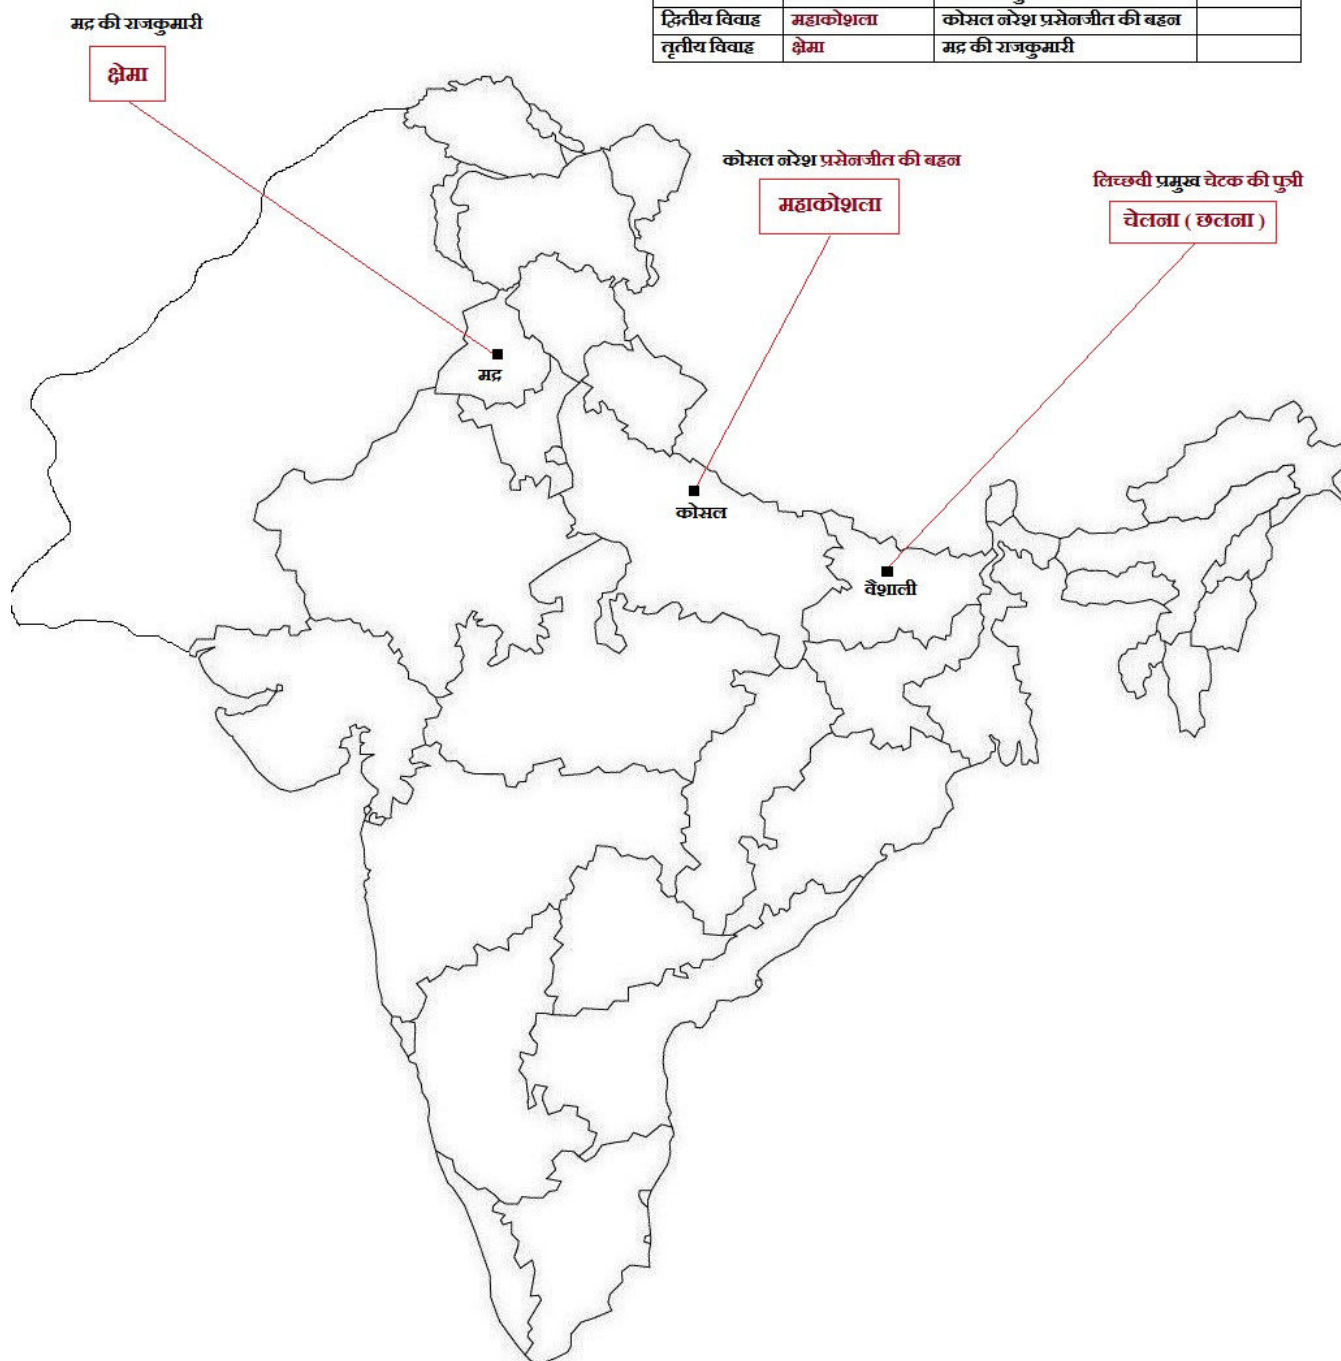 द्वितीय विवाह महाकोशला कोसल नरेश प्रसेनजीत की बहन
तृतीय विवाह क्षेमा मद्र की राजकुमारी
मद्र की राजकुमारी
क्षेमा
कोसल नरेश प्रसेनजीत की बहन
महाकोशला
लिच्छवी प्रमुख चेटक की पुत्री
चेलना ( छलना )
मद्र
कोसल
वैशाली